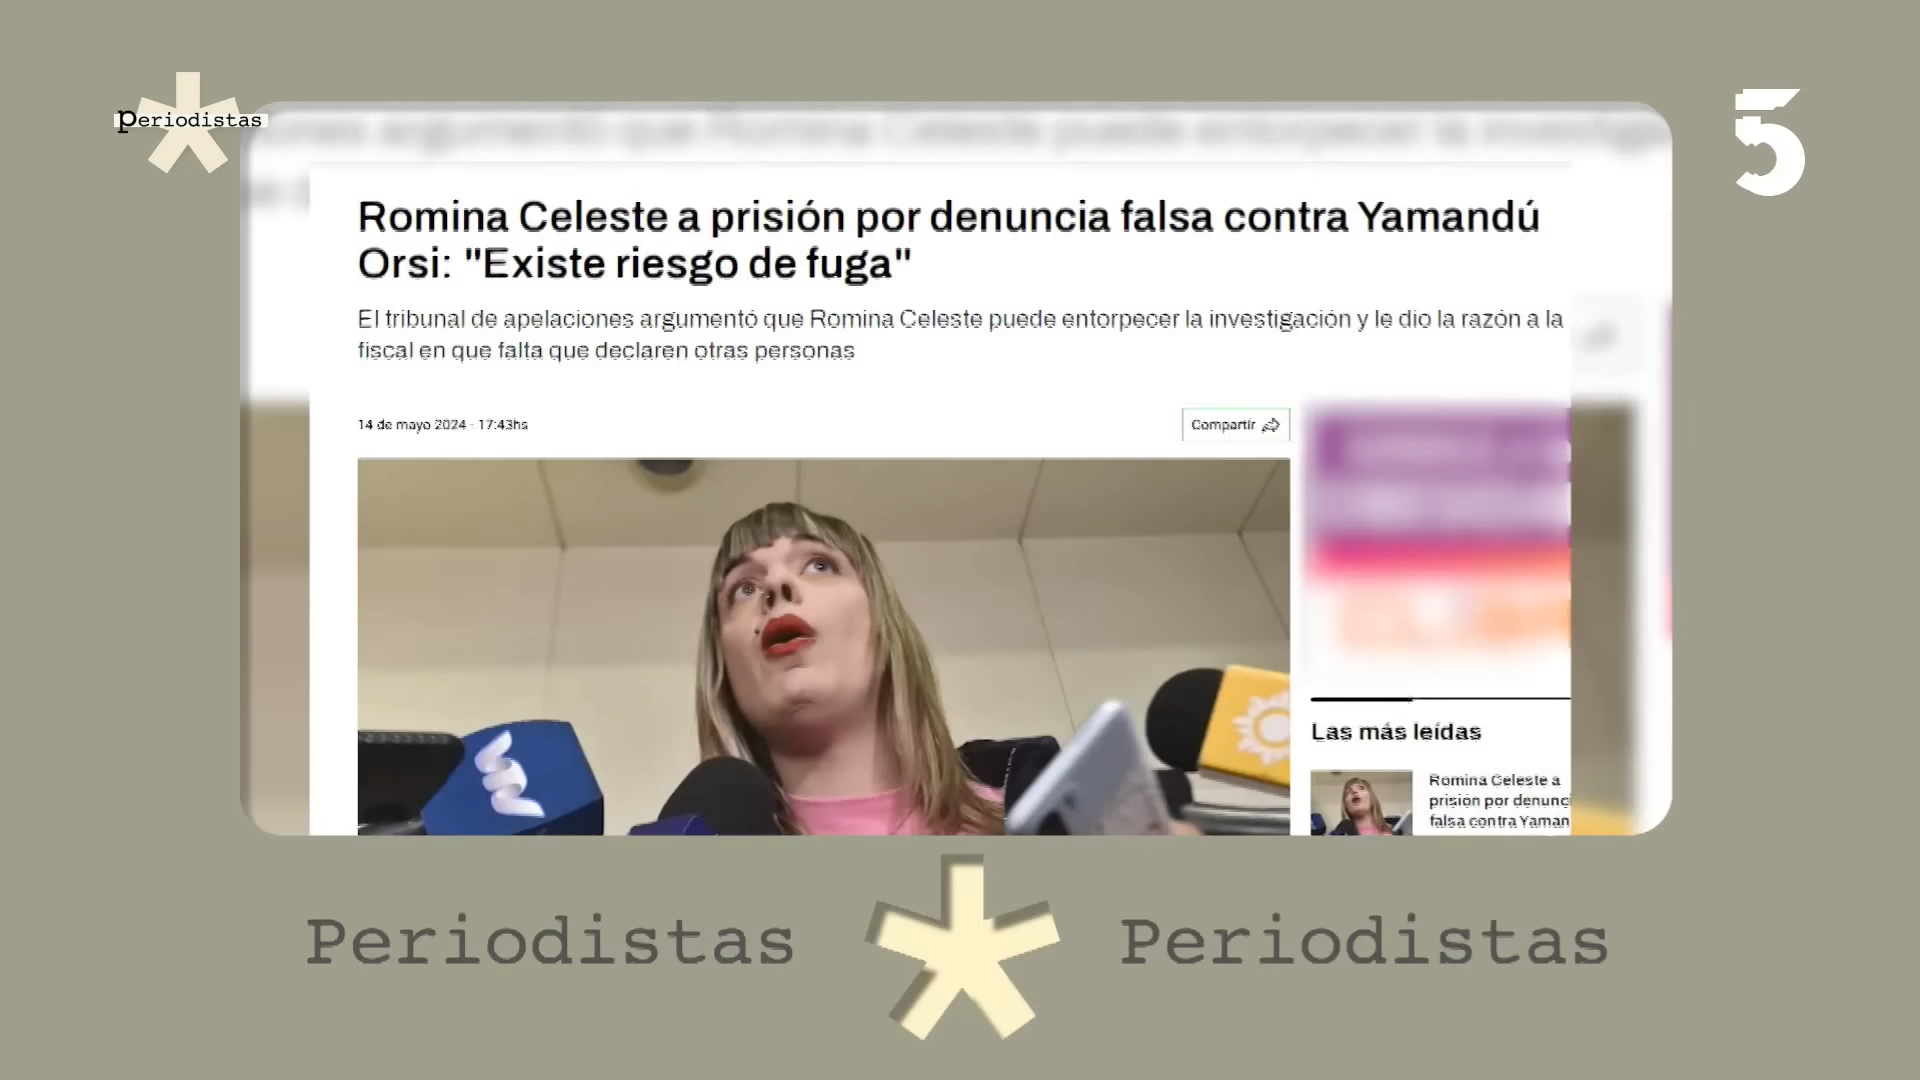 periodistas
5
Romina Celeste a prisión por denuncia falsa contra Yamandú
Orsi: "Existe riesgo de fuga"
El tribunal de apelaciones argumentó que Romina Celeste puede entorpecer la investigación y le dio la razón a la
fiscal en que falta que declaren otras personas
14 de mayo 2024 - 17:43hs
Compartir
Las más leídas
Romina Celeste a
prisión por denunci
falsa contra Yaman
Periodistas
Periodistas